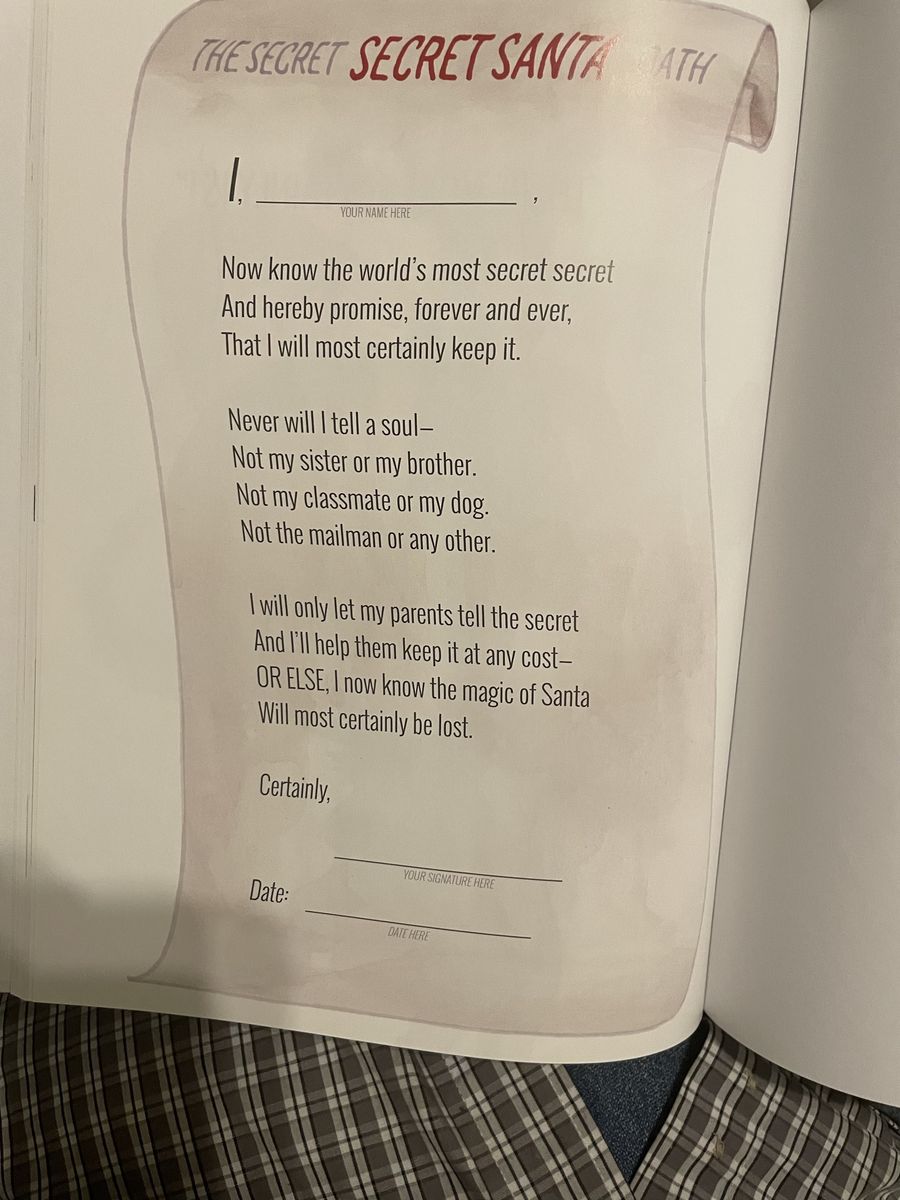 THE SECRET SECRET SANTA
I, ,
YOUR NAME HERE
Now know the world's most secret secret
And hereby promise, forever and ever,
That I will most certainly keep it.
Never will I tell a soul—
Not my sister or my brother.
Not my classmate or my dog.
Not the mailman or any other.
I will only let my parents tell the secret
And I'll help them keep it at any cost—
OR ELSE, I now know the magic of Santa
Will most certainly be lost.
Certainly,
YOUR SIGNATURE HERE
Date:
DATE HERE